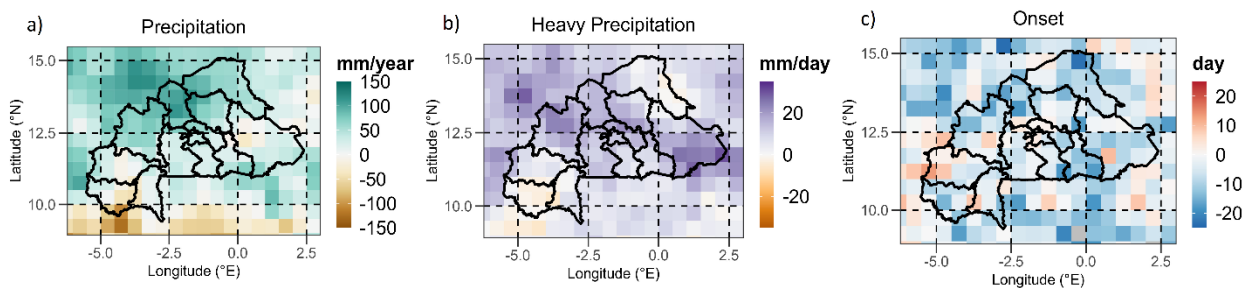 a)
Precipitation
mm/year
150
100
50
0
-50
-100
-150
15.0
12.5
10.0
Latitude (°N)
-5.0 -2.5 0.0 2.5
Longitude (°E)
b)
Heavy Precipitation
mm/day
20
0
-20
15.0
12.5
10.0
Latitude (°N)
-5.0 -2.5 0.0 2.5
Longitude (°E)
c)
Onset
day
20
10
0
-10
-20
15.0
12.5
10.0
Latitude (°N)
-5.0 -2.5 0.0 2.5
Longitude (°E)